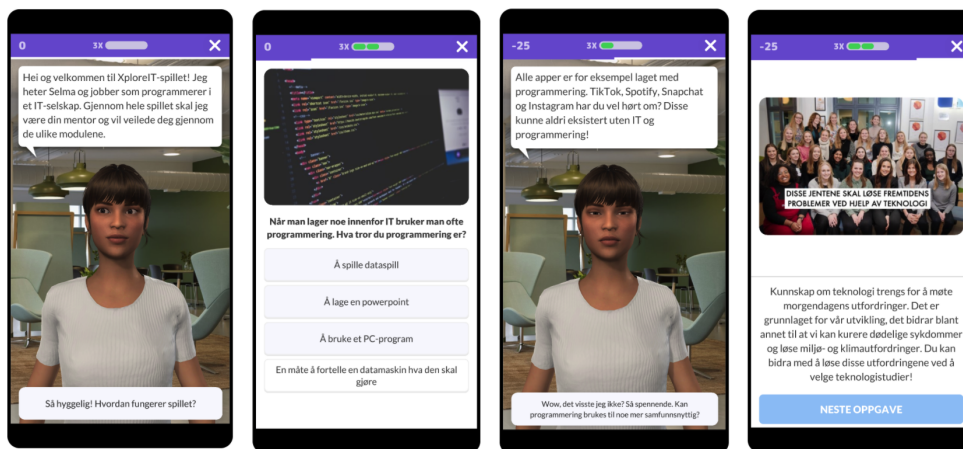 0
3X
Hei og velkommen til XploreIT-spillet! Jeg
heter Selma og jobber som programmerer i
et IT-selskap. Gjennom hele spillet skal jeg
være din mentor og vil veilede deg gjennom
de ulike modulene.
Så hyggelig! Hvordan fungerer spillet?
0
3X
Når man lager noe innenfor IT bruker man ofte
programmering. Hva tror du programmering er?
Å spille dataspill
Å lage en powerpoint
Å bruke et PC-program
En måte å fortelle en datamaskin hva den skal
gjøre
-25
3X
Alle apper er for eksempel laget med
programmering. TikTok, Spotify, Snapchat
og Instagram har du vel hørt om? Disse
kunne aldri eksistert uten IT og
programmering!
Wow, det visste jeg ikke? Så spennende. Kan
programmering brukes til noe mer samfunnsnyttig?
-25
3X
DISSE JENTENE SKAL LØSE FREMTIDENS
PROBLEMER VED HJELP AV TEKNOLOGI
Kunnskap om teknologi trengs for å møte
morgendagens utfordringer. Det er
grunnlaget for vår utvikling, det bidrar blant
annet til at vi kan kurere dødelige sykdommer
og løse miljø- og klimautfordringer. Du kan
bidra med å løse disse utfordringene ved å
velge teknologistudier!
NESTE OPPGAVE